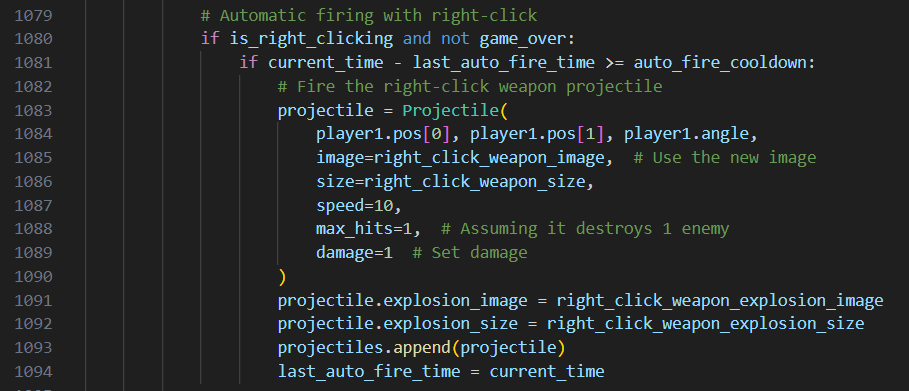 1079 # Automatic firing with right-click
1080 if is_right_clicking and not game_over:
1081 if current_time - last_auto_fire_time >= auto_fire_cooldown:
1082 # Fire the right-click weapon projectile
1083 projectile = Projectile(
1084 player1.pos[0], player1.pos[1], player1.angle,
1085 image=right_click_weapon_image,  # Use the new image
1086 size=right_click_weapon_size,
1087 speed=10,
1088 max_hits=1,  # Assuming it destroys 1 enemy
1089 damage=1  # Set damage
1090 )
1091 projectile.explosion_image = right_click_weapon_explosion_image
1092 projectile.explosion_size = right_click_weapon_explosion_size
1093 projectiles.append(projectile)
1094 last_auto_fire_time = current_time